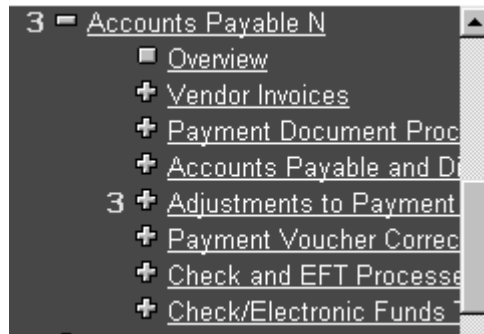 3 Accounts Payable N
Overview
Vendor Invoices
Payment Document Proc
Accounts Payable and Di
3 Adjustments to Payment
Payment Voucher Correc
Check and EFT Processe
Check/Electronic Funds T